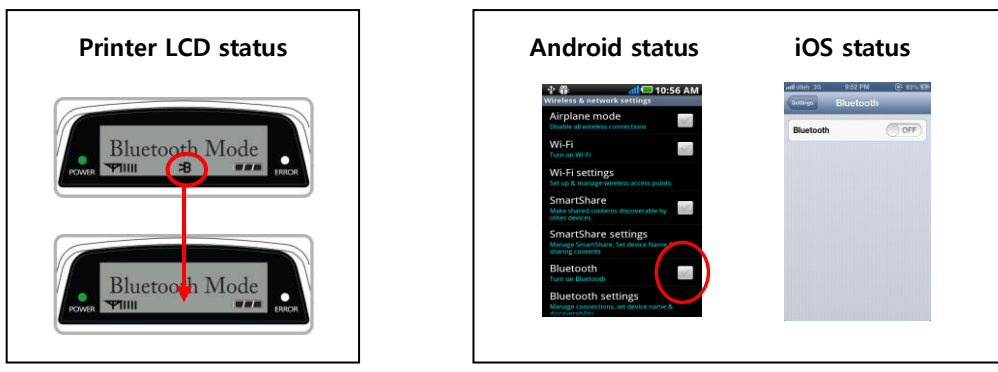 Printer LCD status
Bluetooth Mode
POWER
ERROR
Bluetooth Mode
POWER
ERROR
Android status
10:56 AM
Wireless & network settings
Airplane mode
Disable all wireless connections
Wi-Fi
Turn on Wi-Fi
Wi-Fi settings
Set up & manage wireless access points
SmartShare
Make shared contents discoverable by
other devices
SmartShare settings
Manage SmartShare, Set device Name &
sharing contents
Bluetooth
Turn on Bluetooth
Bluetooth settings
Manage connections, set device name &
discoverability
iOS status
olleh 3G 9:52 PM
Settings Bluetooth
Bluetooth OFF